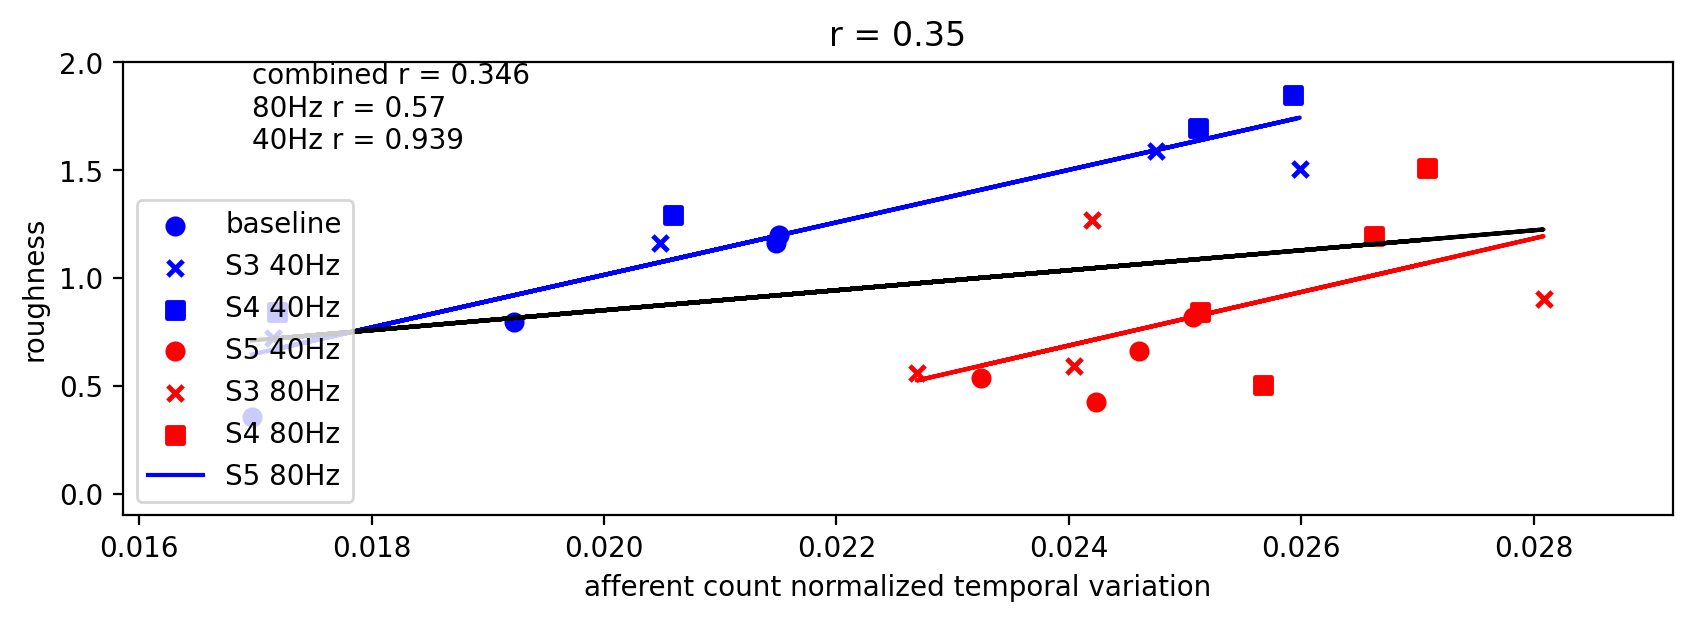 r = 0.35
combined r = 0.346
80Hz r = 0.57
40Hz r = 0.939
2.0
1.5
1.0
0.5
0.0
roughness
baseline
S3 40Hz
S4 40Hz
S5 40Hz
S3 80Hz
S4 80Hz
S5 80Hz
0.016 0.018 0.020 0.022 0.024 0.026 0.028
afferent count normalized temporal variation